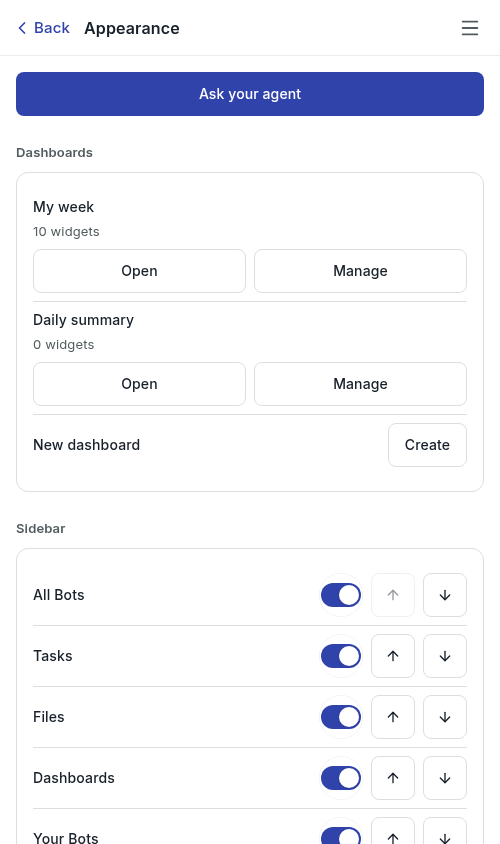 Back Appearance
Ask your agent
Dashboards
My week
10 widgets
Open Manage
Daily summary
0 widgets
Open Manage
New dashboard Create
Sidebar
All Bots
Tasks
Files
Dashboards
Your Bots